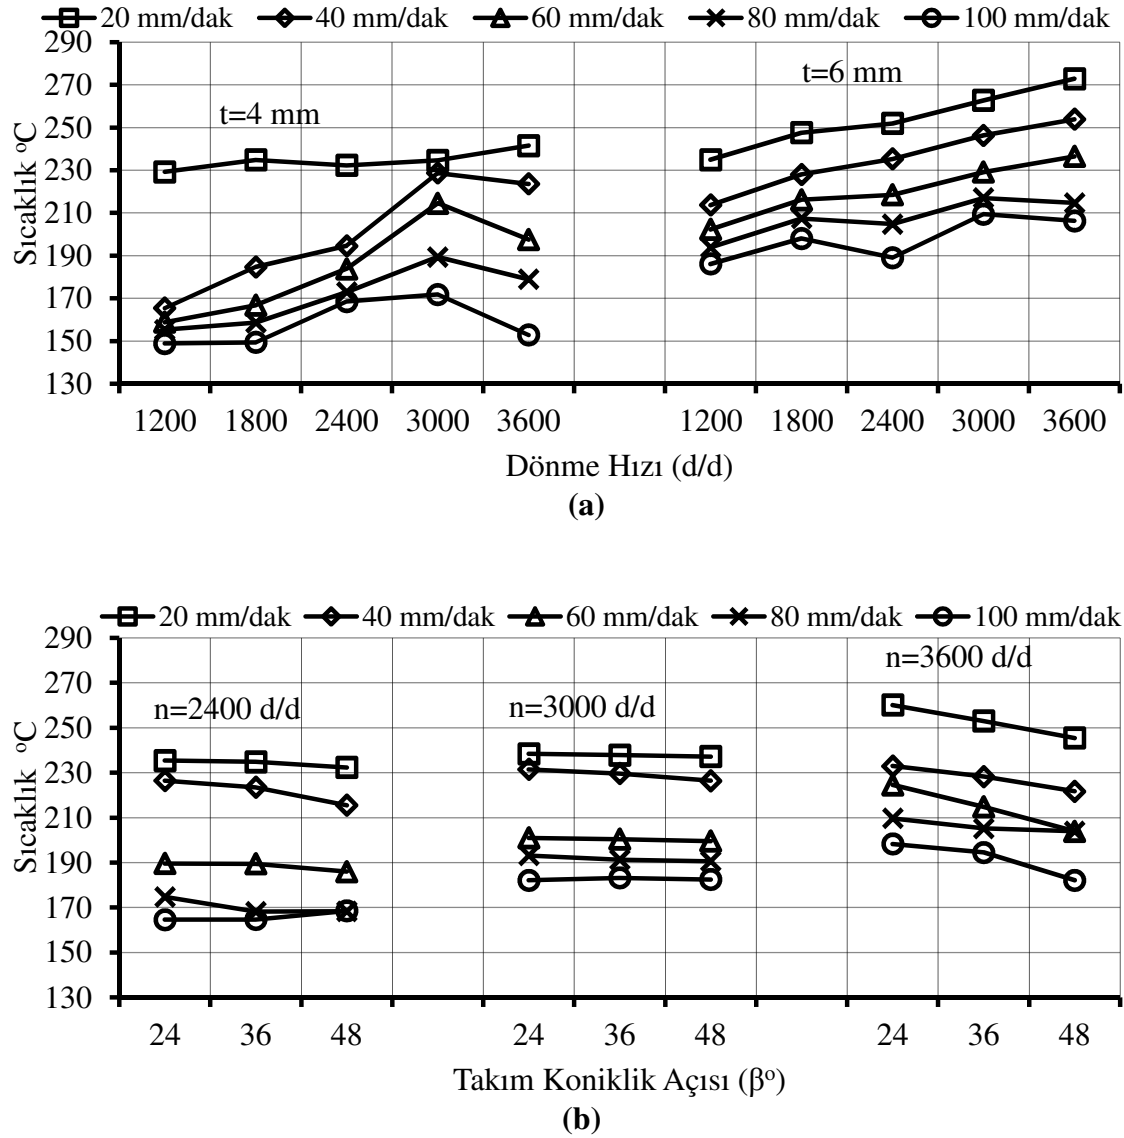 20 mm/dak 40 mm/dak 60 mm/dak 80 mm/dak 100 mm/dak
290
270
250
230
210
190
170
150
130
Sıcaklık ºC
t=4 mm
t=6 mm
1200 1800 2400 3000 3600 1200 1800 2400 3000 3600
Dönme Hızı (d/d)
(a)
20 mm/dak 40 mm/dak 60 mm/dak 80 mm/dak 100 mm/dak
290
270
250
230
210
190
170
150
130
Sıcaklık ºC
n=2400 d/d
n=3000 d/d
n=3600 d/d
24 36 48 24 36 48 24 36 48
Takım Koniklik Açısı (βº)
(b)